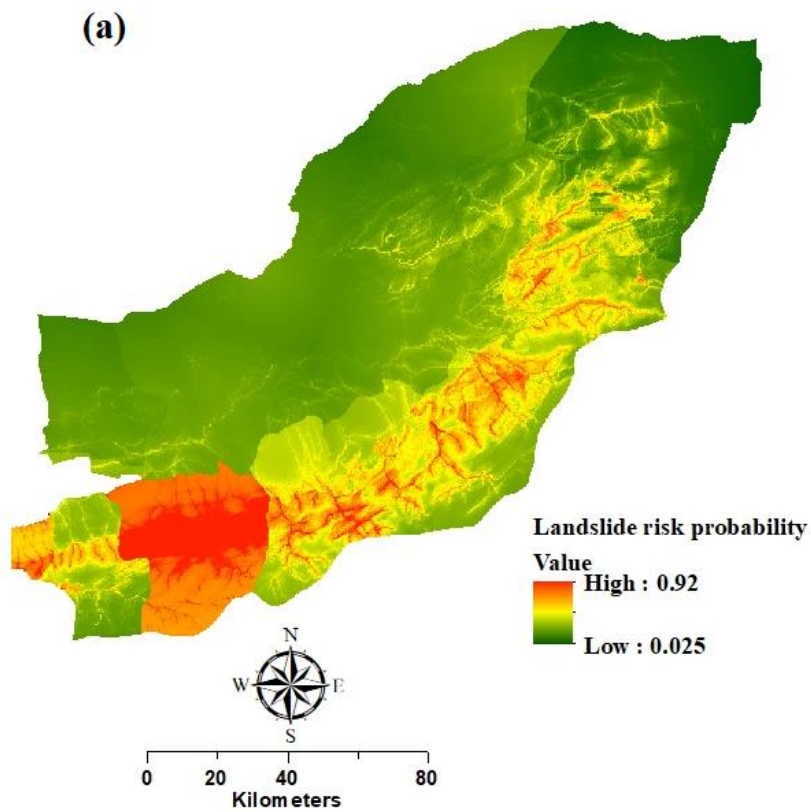 (a)
Landslide risk probability
Value
High : 0.92
Low : 0.025
N
W E
S
0 20 40 80
Kilometers